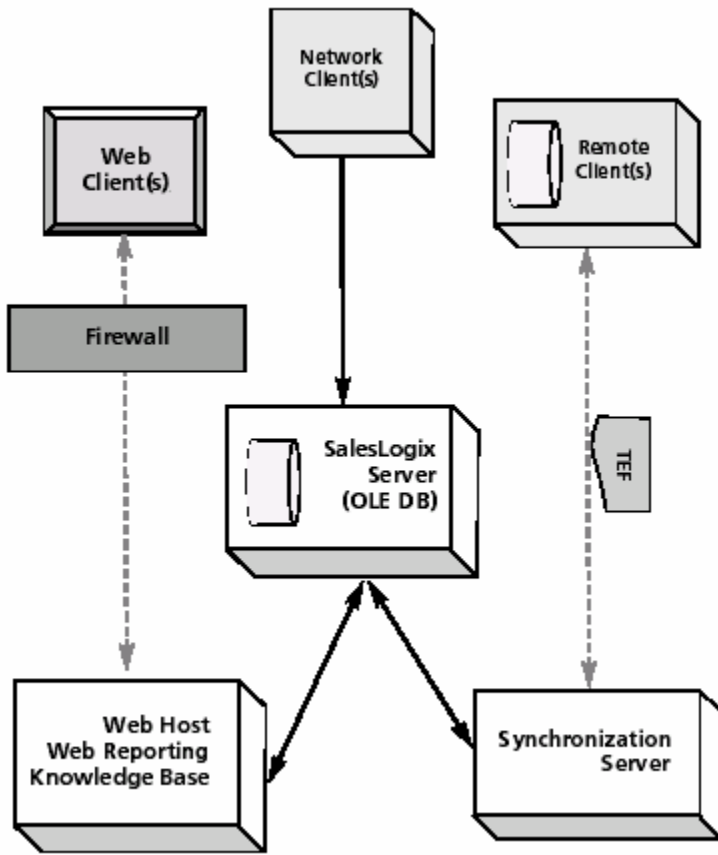 Network
Client(s)
Web
Client(s)
Remote
Client(s)
Firewall
SalesLogix
Server
(OLE DB)
TEF
Web Host
Web Reporting
Knowledge Base
Synchronization
Server